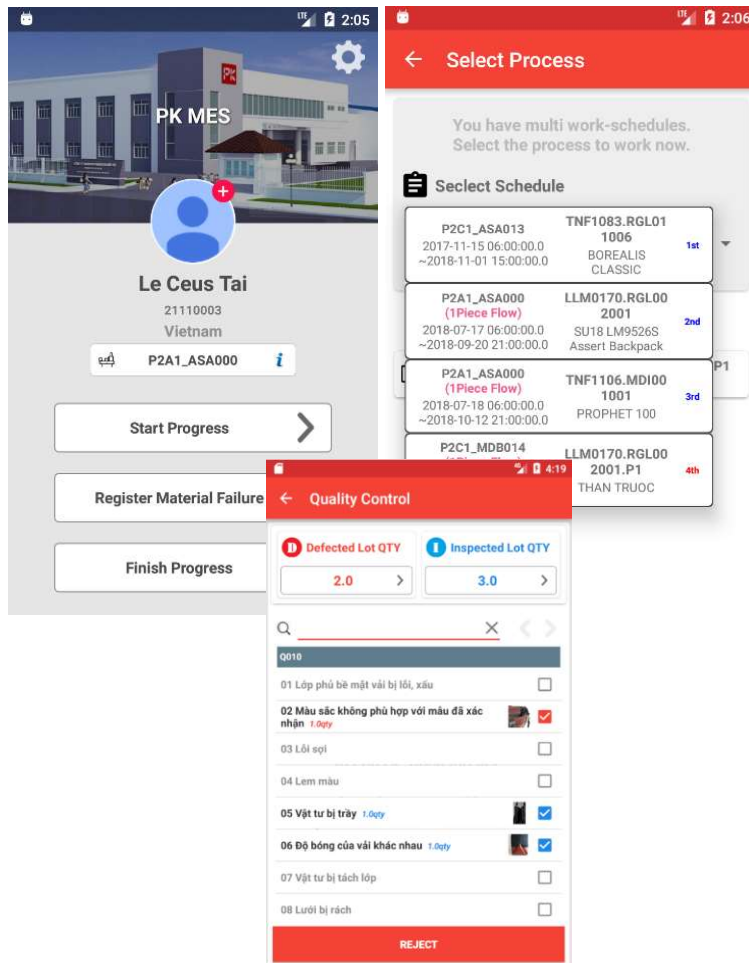 LTE 2:05
PK
PK MES
Le Ceus Tai
21110003
Vietnam
P2A1_ASA000 i
Start Progress
Register Material Failure
Finish Progress
LTE 2:06
Select Process
You have multi work-schedules.
Select the process to work now.
Seclect Schedule
P2C1_ASA013
2017-11-15 06:00:00.0
~2018-11-01 15:00:00.0
TNF1083.RGL01
1006
BOREALIS
CLASSIC
1st
P2A1_ASA000
(1Piece Flow)
2018-07-17 06:00:00.0
~2018-09-20 21:00:00.0
LLM0170.RGL00
2001
SU18 LM9526S
Assert Backpack
2nd
P1
P2A1_ASA000
(1Piece Flow)
2018-07-18 06:00:00.0
~2018-10-12 21:00:00.0
TNF1106.MDI00
1001
PROPHET 100
3rd
P2C1_MDB014
LLM0170.RGL00
2001.P1
THAN TRUOC
4th
4:19
Quality Control
D Defected Lot QTY
2.0
I Inspected Lot QTY
3.0
Q010
01 Lớp phủ bề mặt vải bị lỗi, xấu
02 Màu sắc không phù hợp với mẫu đã xác
nhận 1.0qty
03 Lỗi sợi
04 Lem màu
05 Vật tư bị trầy 1.0qty
06 Độ bóng của vải khác nhau 1.0qty
07 Vật tư bị tách lớp
08 Lưới bị rách
REJECT